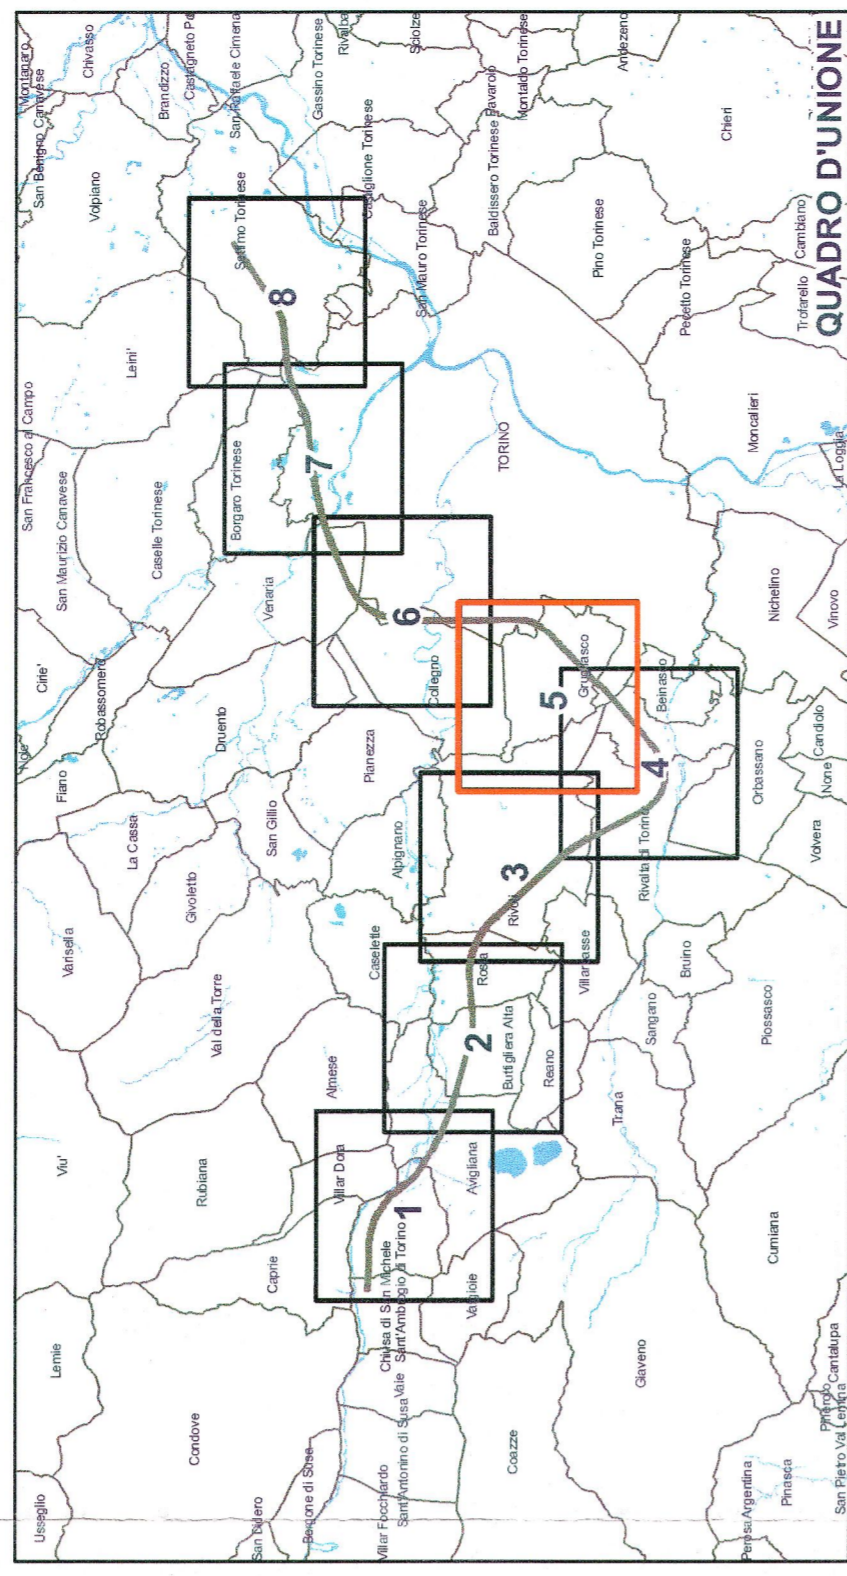 Usseglio
Lemie
Viu'
Varisella
Fiano
Nole
Cirie'
San Francesco al Campo
San Benigno Canavese
Montanaro
Chivasso
Condove
Rubiana
Val della Torre
Givoletto
La Cassa
Robassomero
San Maurizio Canavese
Leini'
Volpiano
Brandizzo
Castagneto Po
San Didero
Caprie
San Gillio
Druento
Venaria
Caselle Torinese
Borgaro Torinese
Settimo Torinese
San Raffaele Cimena
Borgone di Susa
Villar Dora
Almese
8
7
Gassino Torinese
Rivalba
Villar Focchiardo
Sant'Antonino di Susa
Vaie
Chiusa di San Michele
Sant'Ambrogio di Torino
1
Caselette
Alpignano
Pianezza
6
Castiglione Torinese
Sciolze
Coazze
Vaigioie
Avigliana
2
Rosta
Collegno
San Mauro Torinese
Buttigliera Alta
Rivoli
3
TORINO
Baldissero Torinese
Pavarolo
Montaldo Torinese
Reano
Villarbasse
5
Grugliasco
Pino Torinese
Andezeno
Giaveno
Trana
Sangano
Rivalta di Torino
4
Beinasco
Bruino
Pecetto Torinese
Chieri
Perosa Argentina
Pinasca
Cumiana
Piossasco
Orbassano
Nichelino
Moncalieri
Trofarello
Cambiano
Pinerolo
Cantalupa
San Pietro Val Lemina
Volvera
None
Candiolo
Vinovo
La Loggia
QUADRO D'UNIONE